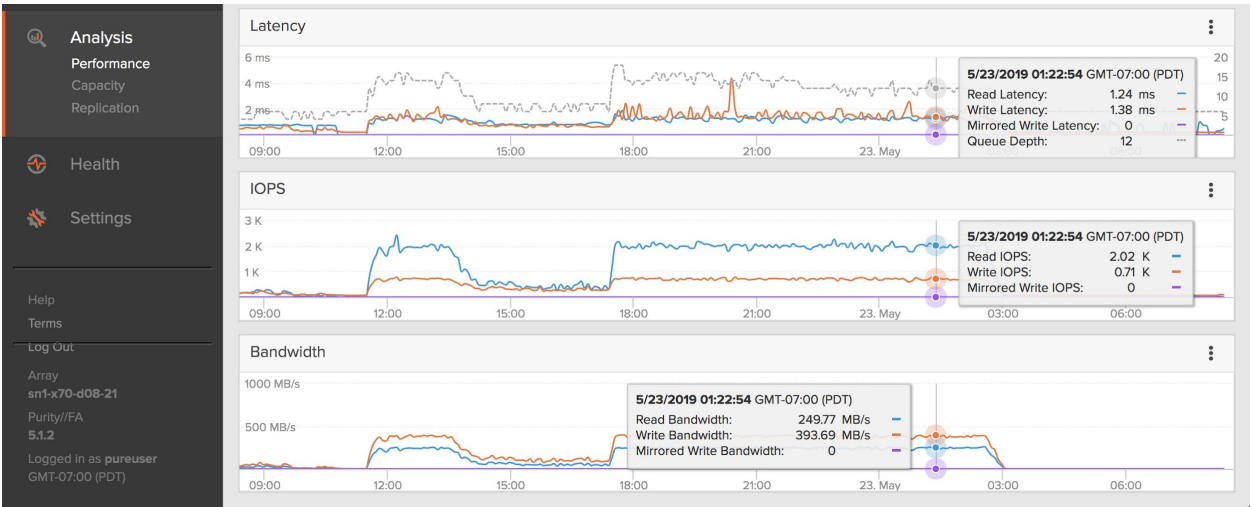 Analysis
Performance
Capacity
Replication
Health
Settings
Help
Terms
Log Out
Array
sn1-x70-d08-21
Purity//FA
5.1.2
Logged in as pureuser
GMT-07:00 (PDT)
Latency
6 ms
4 ms
2 ms
20
15
10
5
5/23/2019 01:22:54 GMT-07:00 (PDT)
Read Latency: 1.24 ms
Write Latency: 1.38 ms
Mirrored Write Latency: 0
Queue Depth: 12
09:00 12:00 15:00 18:00 21:00 23. May 03:00 06:00
IOPS
3 K
2 K
1 K
5/23/2019 01:22:54 GMT-07:00 (PDT)
Read IOPS: 2.02 K
Write IOPS: 0.71 K
Mirrored Write IOPS: 0
09:00 12:00 15:00 18:00 21:00 23. May 03:00 06:00
Bandwidth
1000 MB/s
500 MB/s
5/23/2019 01:22:54 GMT-07:00 (PDT)
Read Bandwidth: 249.77 MB/s
Write Bandwidth: 393.69 MB/s
Mirrored Write Bandwidth: 0
09:00 12:00 15:00 18:00 21:00 23. May 03:00 06:00